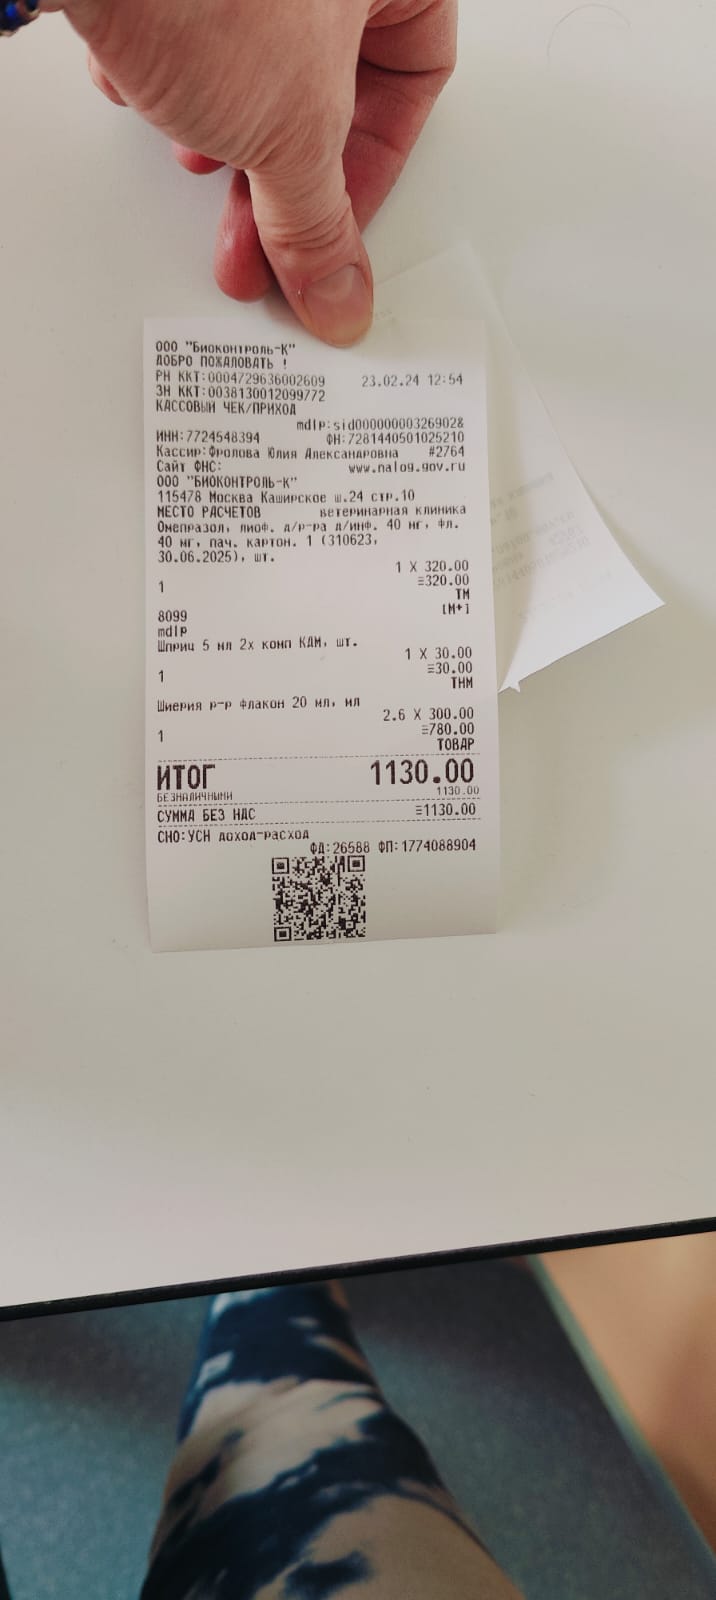 ООО "БИОКОНТРОЛЬ-К"
ДОБРО ПОЖАЛОВАТЬ !
РН ККТ:0004729636002609 23.02.24 12:54
ЗН ККТ:0038130012099772
КАССОВЫЙ ЧЕК/ПРИХОД
mdlp:sid00000000326902&
ИНН:7724548394 ФН:7281440501025210
Кассир:Фролова Юлия Александровна #2764
Сайт ФНС: www.nalog.gov.ru
ООО "БИОКОНТРОЛЬ-К"
115478 Москва Каширское ш.24 стр.10
МЕСТО РАСЧЕТОВ ветеринарная клиника
Омепразол, лиоф. д/р-ра д/инф. 40 мг, фл.
40 мг, пач. картон. 1 (310623,
30.06.2025), шт.
1 X 320.00
1 ≡320.00
ТМ
8099 [М+]
mdlp
Шприц 5 мл 2х комп КДМ, шт.
1 X 30.00
1 ≡30.00
ТНМ
Шиерия р-р флакон 20 мл, мл
2.6 X 300.00
1 ≡780.00
ТОВАР
ИТОГ 1130.00
БЕЗНАЛИЧНЫМИ 1130.00
СУММА БЕЗ НДС ≡1130.00
СНО:УСН доход-расход
ФД:26588 ФП:1774088904